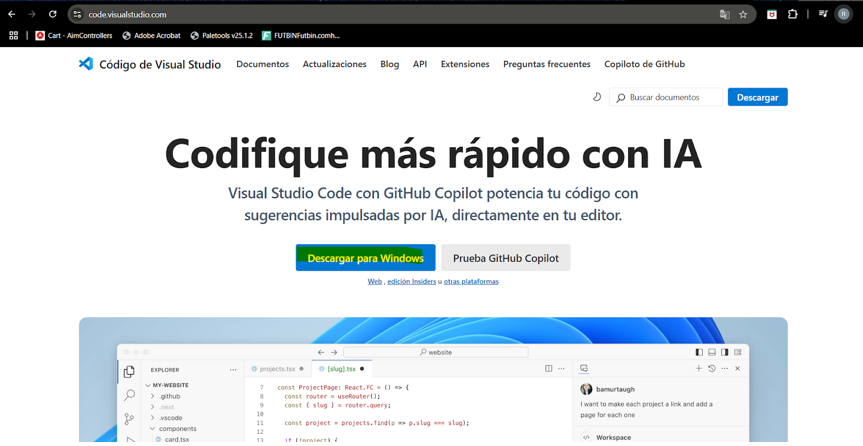 code.visualstudio.com
R
Cart - AimControllers
Adobe Acrobat
Paletools v25.1.2
FUTBINFutbin.comh...
Código de Visual Studio
Documentos
Actualizaciones
Blog
API
Extensiones
Preguntas frecuentes
Copiloto de GitHub
Buscar documentos
Descargar
Codifique más rápido con IA
Visual Studio Code con GitHub Copilot potencia tu código con
sugerencias impulsadas por IA, directamente en tu editor.
Descargar para Windows
Prueba GitHub Copilot
Web , edición Insiders u otras plataformas
website
EXPLORER
MY-WEBSITE
.github
.next
.vscode
components
card.tsx
projects.tsx
[slug].tsx
7 const ProjectPage: React.FC = () => {
8 const router = useRouter();
9 const { slug } = router.query;
10
11 const project = projects.find(p => p.slug === slug);
12
13 if (!project) {
bamurtaugh
I want to make each project a link and add a
page for each one
Workspace